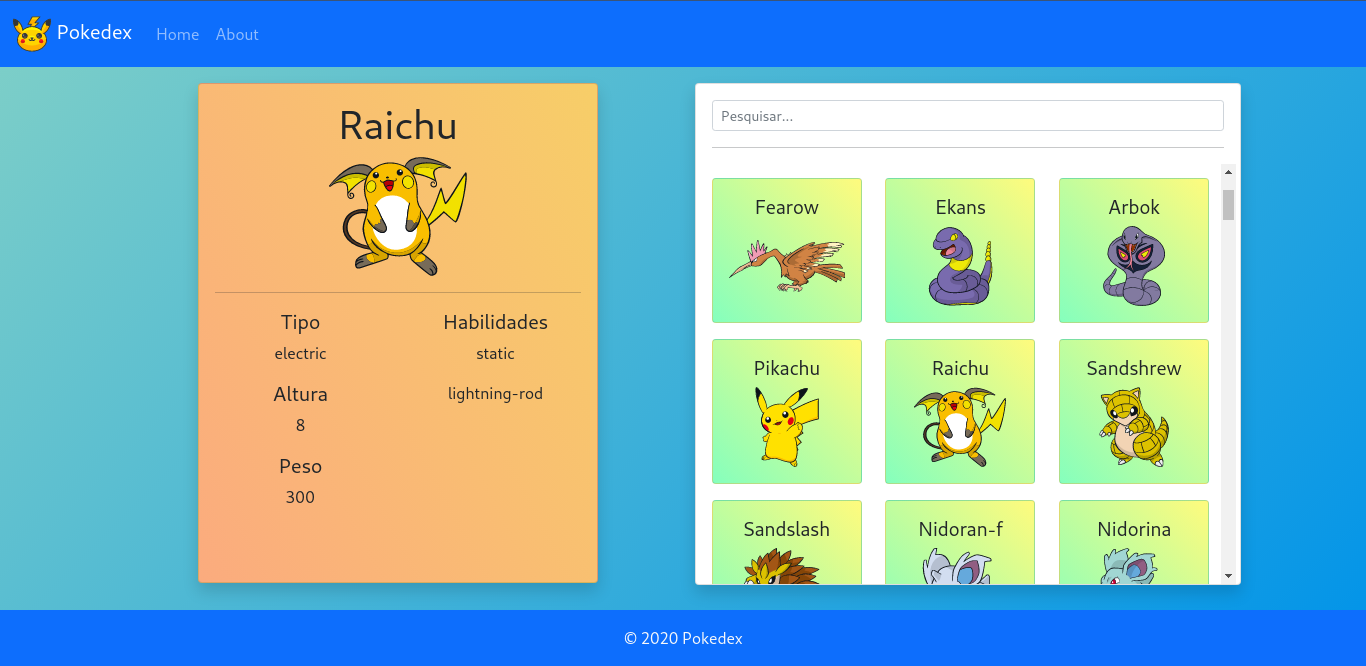 Pokedex Home About
Raichu
Tipo
electric
Altura
8
Peso
300
Habilidades
static
lightning-rod
Pesquisar...
Fearow Ekans Arbok
Pikachu Raichu Sandshrew
Sandslash Nidoran-f Nidorina
© 2020 Pokedex